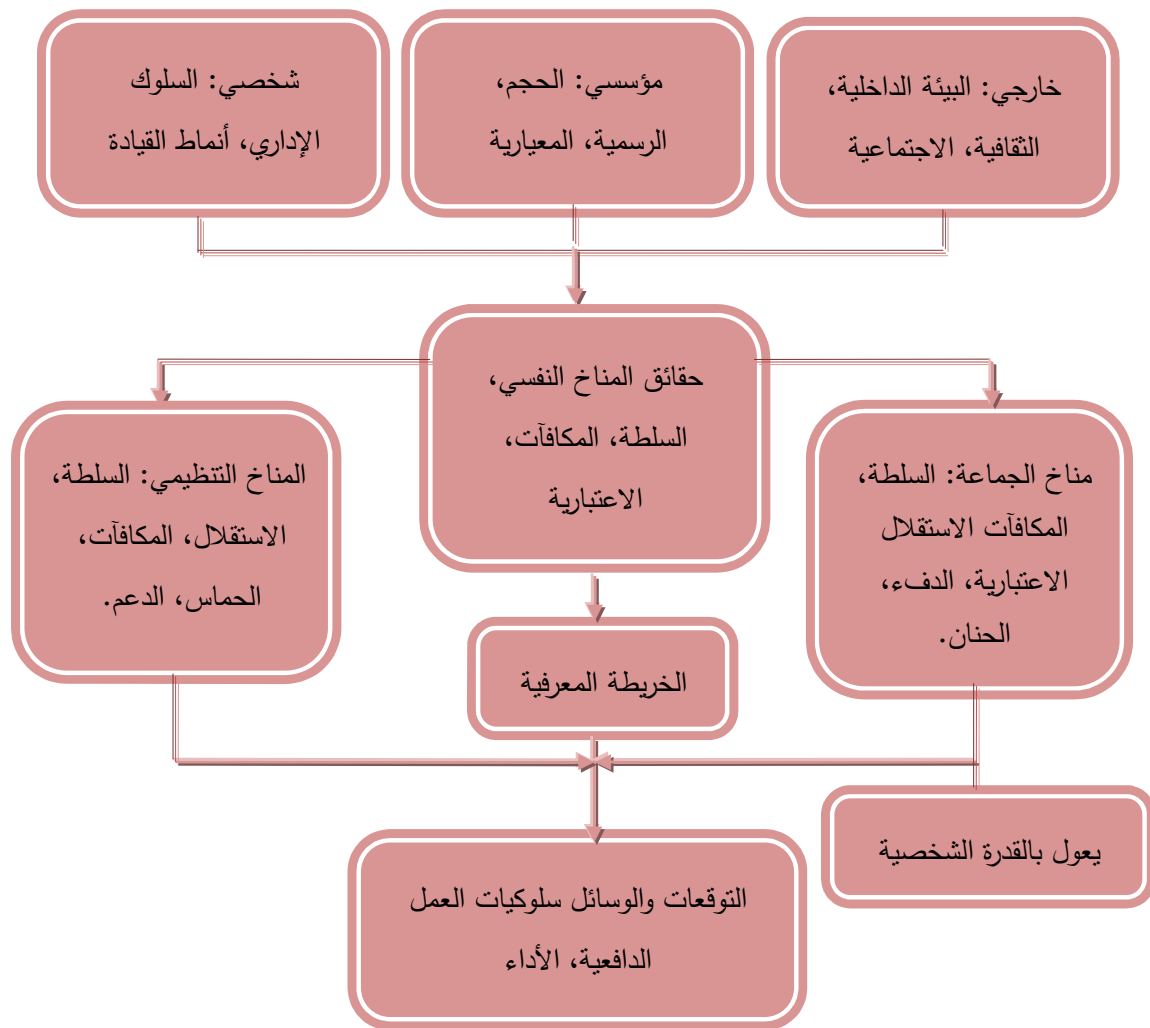 خارجي: البيئة الداخلية،
الثقافية، الاجتماعية
مؤسسي: الحجم،
الرسمية، المعيارية
شخصي: السلوك
الإداري، أنماط القيادة
حقائق المناخ النفسي،
السلطة، المكافآت،
الاعتبارية
مناخ الجماعة: السلطة،
المكافآت الاستقلال
الاعتبارية، الدفء،
الحنان.
المناخ التنظيمي: السلطة،
الاستقلال، المكافآت،
الحماس، الدعم.
الخريطة المعرفية
يعول بالقدرة الشخصية
التوقعات والوسائل سلوكيات العمل
الدافعية، الأداء